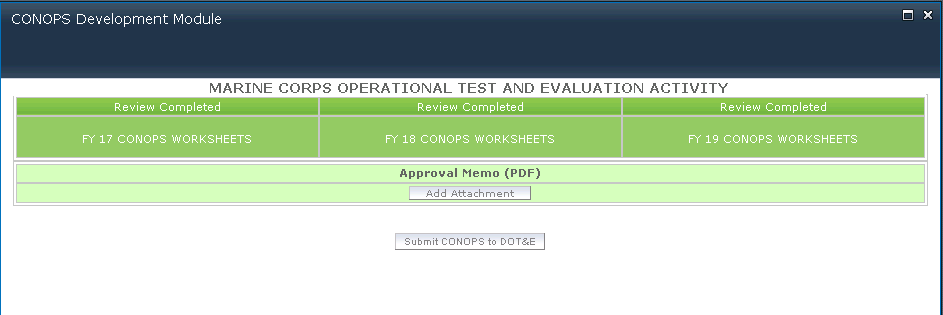 CONOPS Development Module
MARINE CORPS OPERATIONAL TEST AND EVALUATION ACTIVITY
Review Completed Review Completed Review Completed
FY 17 CONOPS WORKSHEETS FY 18 CONOPS WORKSHEETS FY 19 CONOPS WORKSHEETS
Approval Memo (PDF)
Add Attachment
Submit CONOPS to DOT&E